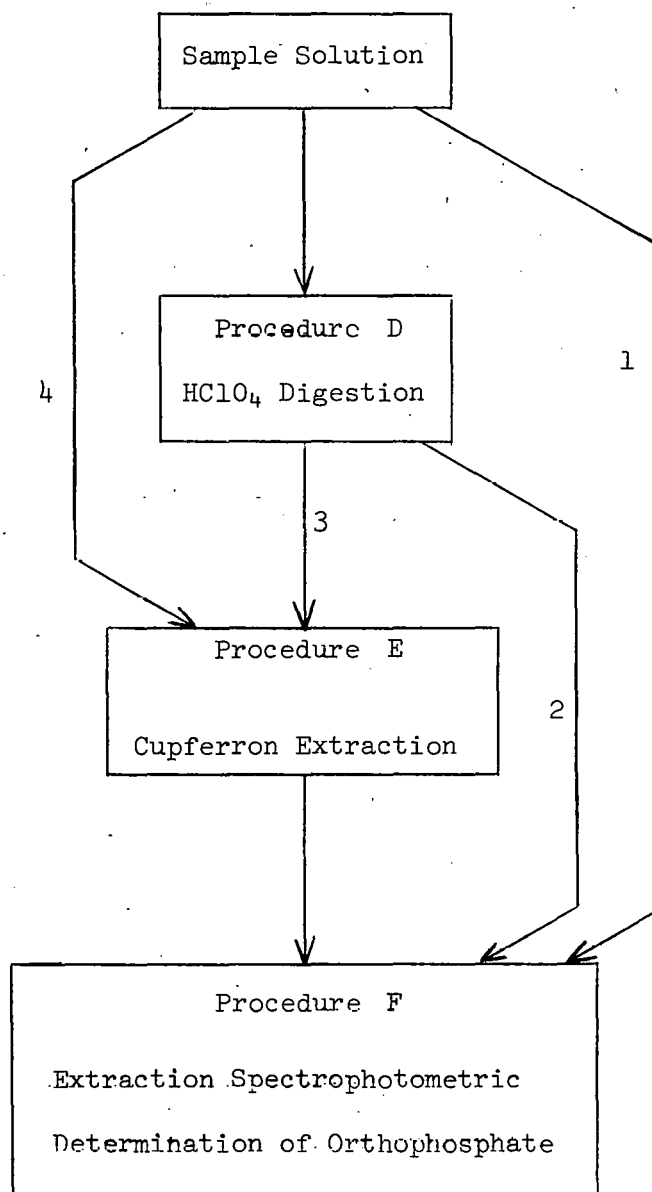 Sample Solution
Procedure D
HClO₄ Digestion
1
4
3
Procedure E
Cupferron Extraction
2
Procedure F
Extraction Spectrophotometric
Determination of Orthophosphate